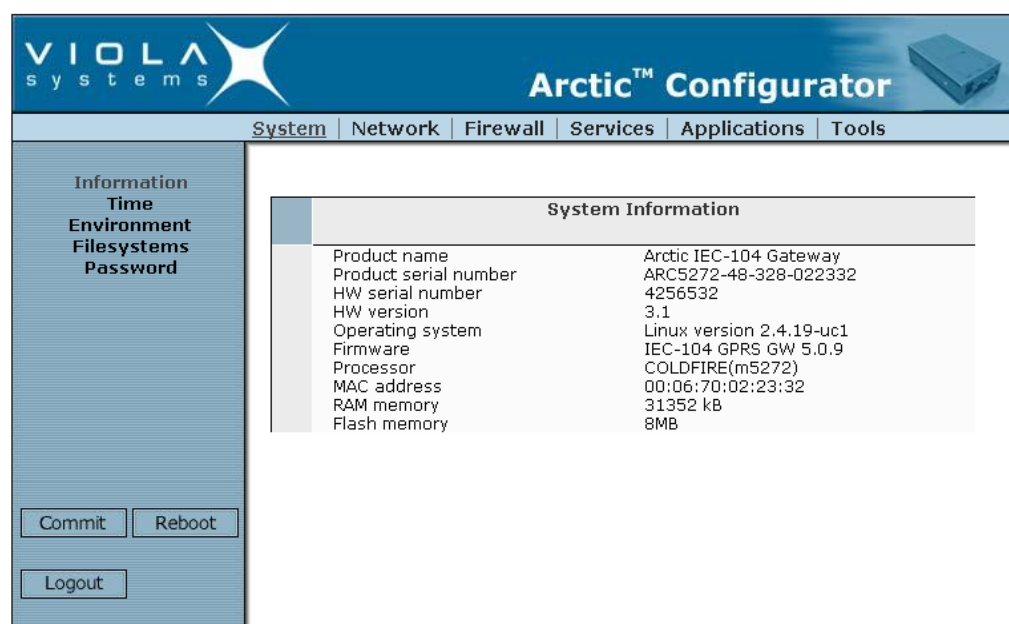 VIOLA
systems
Arctic™ Configurator
System | Network | Firewall | Services | Applications | Tools
Information
Time
Environment
Filesystems
Password
System Information
Product name Arctic IEC-104 Gateway
Product serial number ARC5272-48-328-022332
HW serial number 4256532
HW version 3.1
Operating system Linux version 2.4.19-uc1
Firmware IEC-104 GPRS GW 5.0.9
Processor COLDFIRE(m5272)
MAC address 00:06:70:02:23:32
RAM memory 31352 kB
Flash memory 8MB
Commit Reboot
Logout